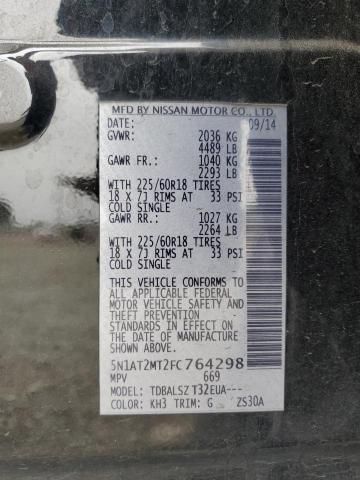 MFD BY NISSAN MOTOR CO., LTD.
DATE: 09/14
GVWR: 2036 KG
4489 LB
GAWR FR.: 1040 KG
2293 LB
WITH 225/60R18 TIRES
18 X 7J RIMS AT 33 PSI
COLD SINGLE
GAWR RR.: 1027 KG
2264 LB
WITH 225/60R18 TIRES
18 X 7J RIMS AT 33 PSI
COLD SINGLE
THIS VEHICLE CONFORMS TO
ALL APPLICABLE FEDERAL
MOTOR VEHICLE SAFETY AND
THEFT PREVENTION
STANDARDS IN EFFECT ON
THE DATE OF MANUFACTURE
SHOWN ABOVE.
5N1AT2MT2FC764298
MPV 669
MODEL: TDBALSZ T32EUA---
COLOR: KH3 TRIM: G ZS30A